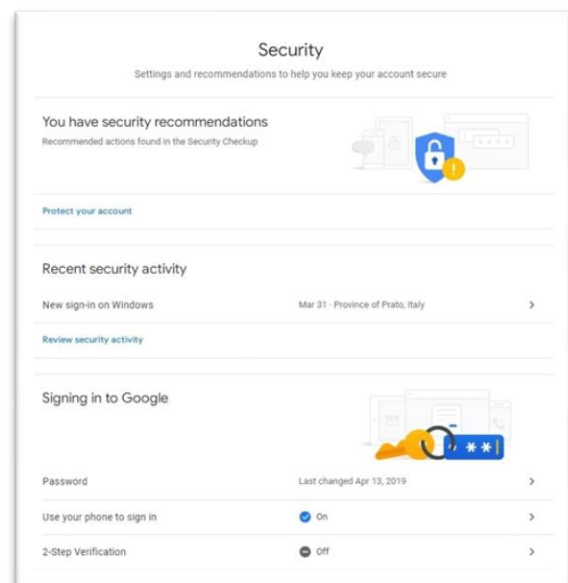 Security
Settings and recommendations to help you keep your account secure
You have security recommendations
Recommended actions found in the Security Checkup
Protect your account
Recent security activity
New sign-in on Windows Mar 31 · Province of Prato, Italy
Review security activity
Signing in to Google
Password Last changed Apr 13, 2019
Use your phone to sign in On
2-Step Verification Off